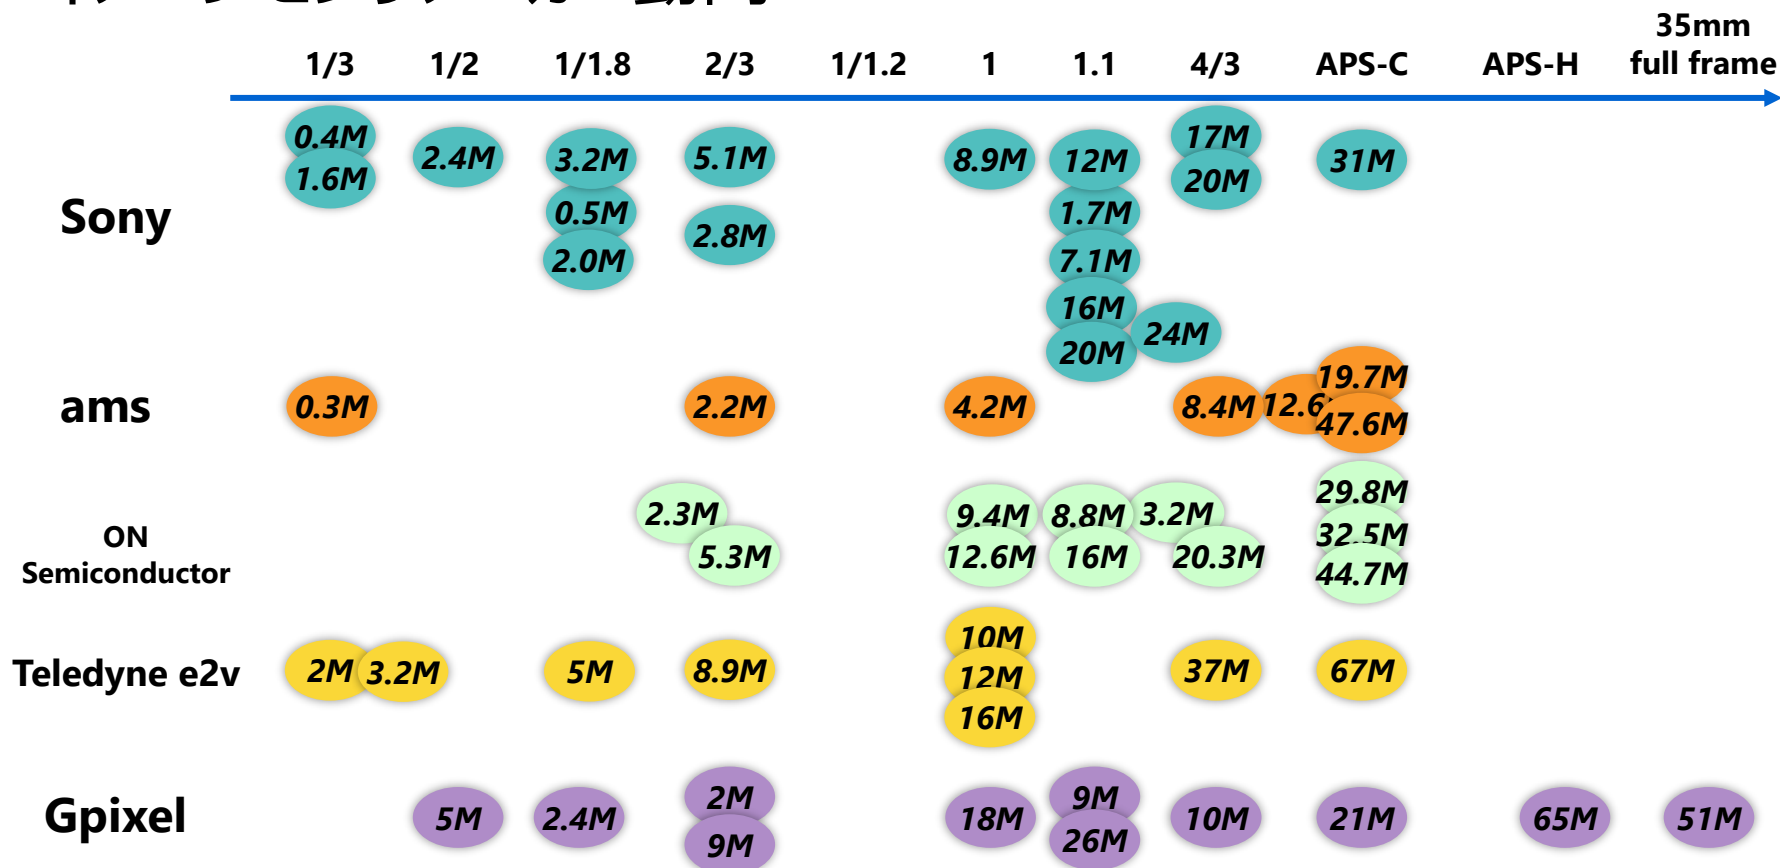 35mm
1/3 1/2 1/1.8 2/3 1/1.2 1 1.1 4/3 APS-C APS-H full frame
0.4M 17M
2.4M 3.2M 5.1M 8.9M 12M 31M
1.6M 20M
Sony
0.5M 1.7M
2.8M
2.0M 7.1M
16M
24M
20M
19.7M
ams 0.3M 2.2M 4.2M 8.4M 12.6
47.6M
29.8M
2.3M 9.4M 8.8M 3.2M
ON 32.5M
5.3M 12.6M 16M 20.3M
Semiconductor 44.7M
10M
Teledyne e2v 2M 3.2M 5M 8.9M 12M 37M 67M
16M
2M 9M
Gpixel 5M 2.4M 18M 10M 21M 65M 51M
9M 26M